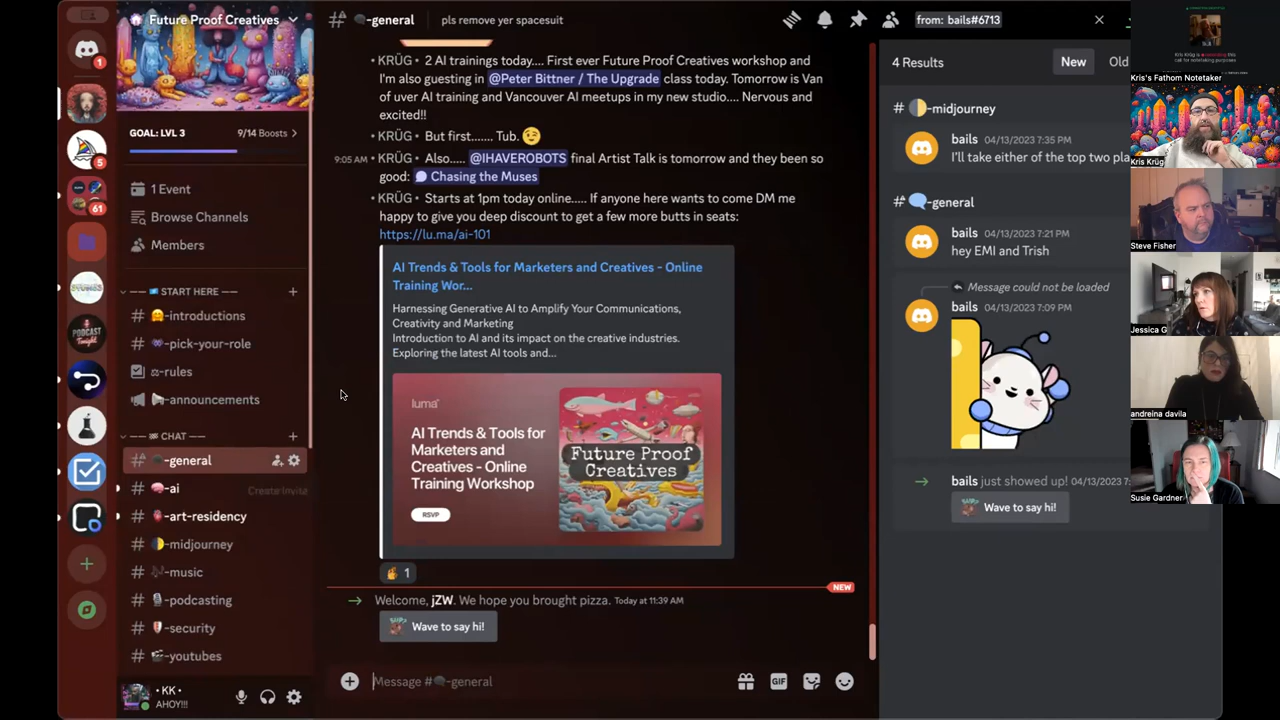 Future Proof Creatives
GOAL: LVL 3
9/14 Boosts
1 Event
Browse Channels
Members
START HERE
-introductions
-pick-your-role
-rules
-announcements
CHAT
-general
-ai
Create Invite
-art-residency
-midjourney
-music
-podcasting
-security
-youtubes
• KK •
AHOY!!!
1
5
61
-general
pls remove yer spacesuit
• KRÜG • 2 AI trainings today.... First ever Future Proof Creatives workshop and
I'm also guesting in @Peter Bittner / The Upgrade class today. Tomorrow is Van
of uver AI training and Vancouver AI meetups in my new studio.... Nervous and
excited!!
• KRÜG • But first....... Tub.
9:05 AM • KRÜG • Also..... @IHAVEROBOTS final Artist Talk is tomorrow and they been so
good: Chasing the Muses
• KRÜG • Starts at 1pm today online..... If anyone here wants to come DM me
happy to give you deep discount to get a few more butts in seats:
https://lu.ma/ai-101
AI Trends & Tools for Marketers and Creatives - Online
Training Wor...
Harnessing Generative AI to Amplify Your Communications,
Creativity and Marketing
Introduction to AI and its impact on the creative industries.
Exploring the latest AI tools and...
luma
AI Trends & Tools for
Marketers and
Creatives - Online
Training Workshop
RSVP
Future Proof
Creatives
1
NEW
Welcome, jZW. We hope you brought pizza. Today at 11:39 AM
Wave to say hi!
Message #-general
from: bails#6713
4 Results
New
Old
-midjourney
bails 04/13/2023 7:35 PM
I'll take either of the top two pla
-general
bails 04/13/2023 7:21 PM
hey EMI and Trish
Message could not be loaded
bails 04/13/2023 7:09 PM
bails just showed up! 04/13/2023 7:
Wave to say hi!
Kris's Fathom Notetaker
Kris Krüg
Steve Fisher
Jessica G
andreina davila
Susie Gardner